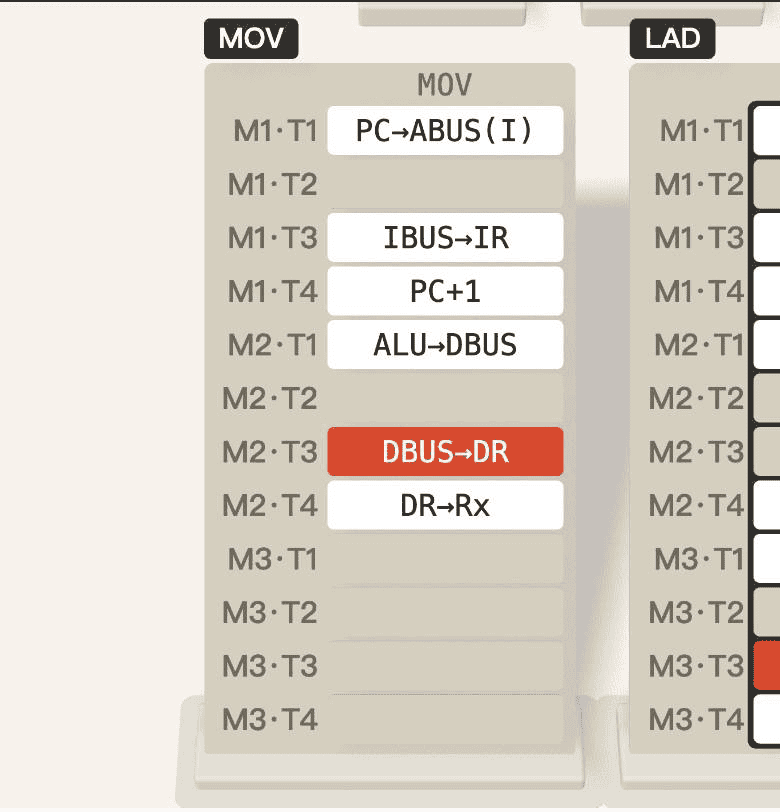 MOV
MOV
M1·T1 PC→ABUS(I)
M1·T2
M1·T3 IBUS→IR
M1·T4 PC+1
M2·T1 ALU→DBUS
M2·T2
M2·T3 DBUS→DR
M2·T4 DR→Rx
M3·T1
M3·T2
M3·T3
M3·T4
LAD
M1·T1
M1·T2
M1·T3
M1·T4
M2·T1
M2·T2
M2·T3
M2·T4
M3·T1
M3·T2
M3·T3
M3·T4